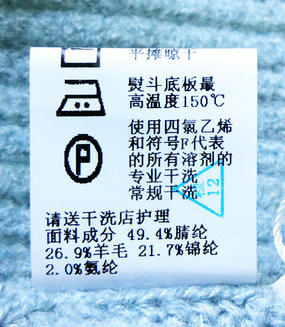 平摊晾干
熨斗底板最
高温度150℃
使用四氯乙烯
P
和符号F代表
的所有溶剂的
专业干洗
常规干洗
12
请送干洗店护理
面料成分 49.4%腈纶
26.9%羊毛 21.7%锦纶
2.0%氨纶